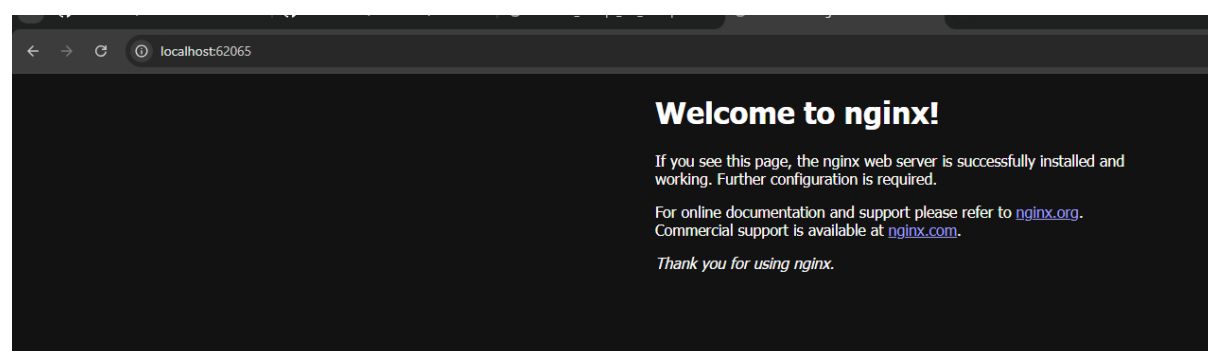 localhost:62065
Welcome to nginx!
If you see this page, the nginx web server is successfully installed and
working. Further configuration is required.
For online documentation and support please refer to nginx.org.
Commercial support is available at nginx.com.
Thank you for using nginx.